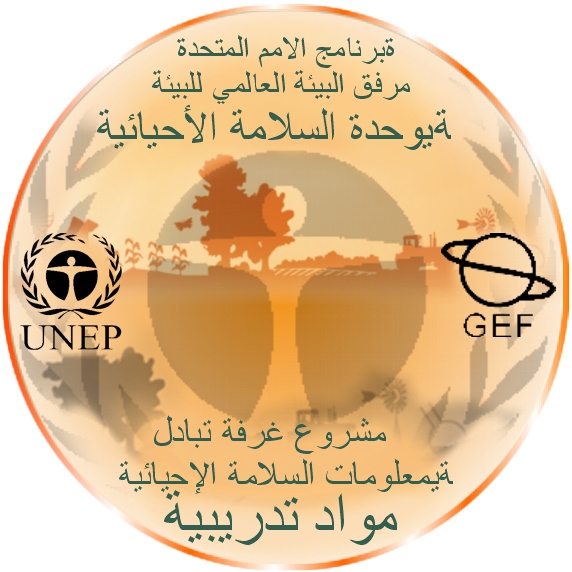 ةبرنامج الامم المتحدة
مرفق البيئة العالمي للبيئة
ةيوحدة السلامة الأحيائية
UNEP
GEF
مشروع غرفة تبادل
ةيمعلومات السلامة الإحيائية
مواد تدريبية